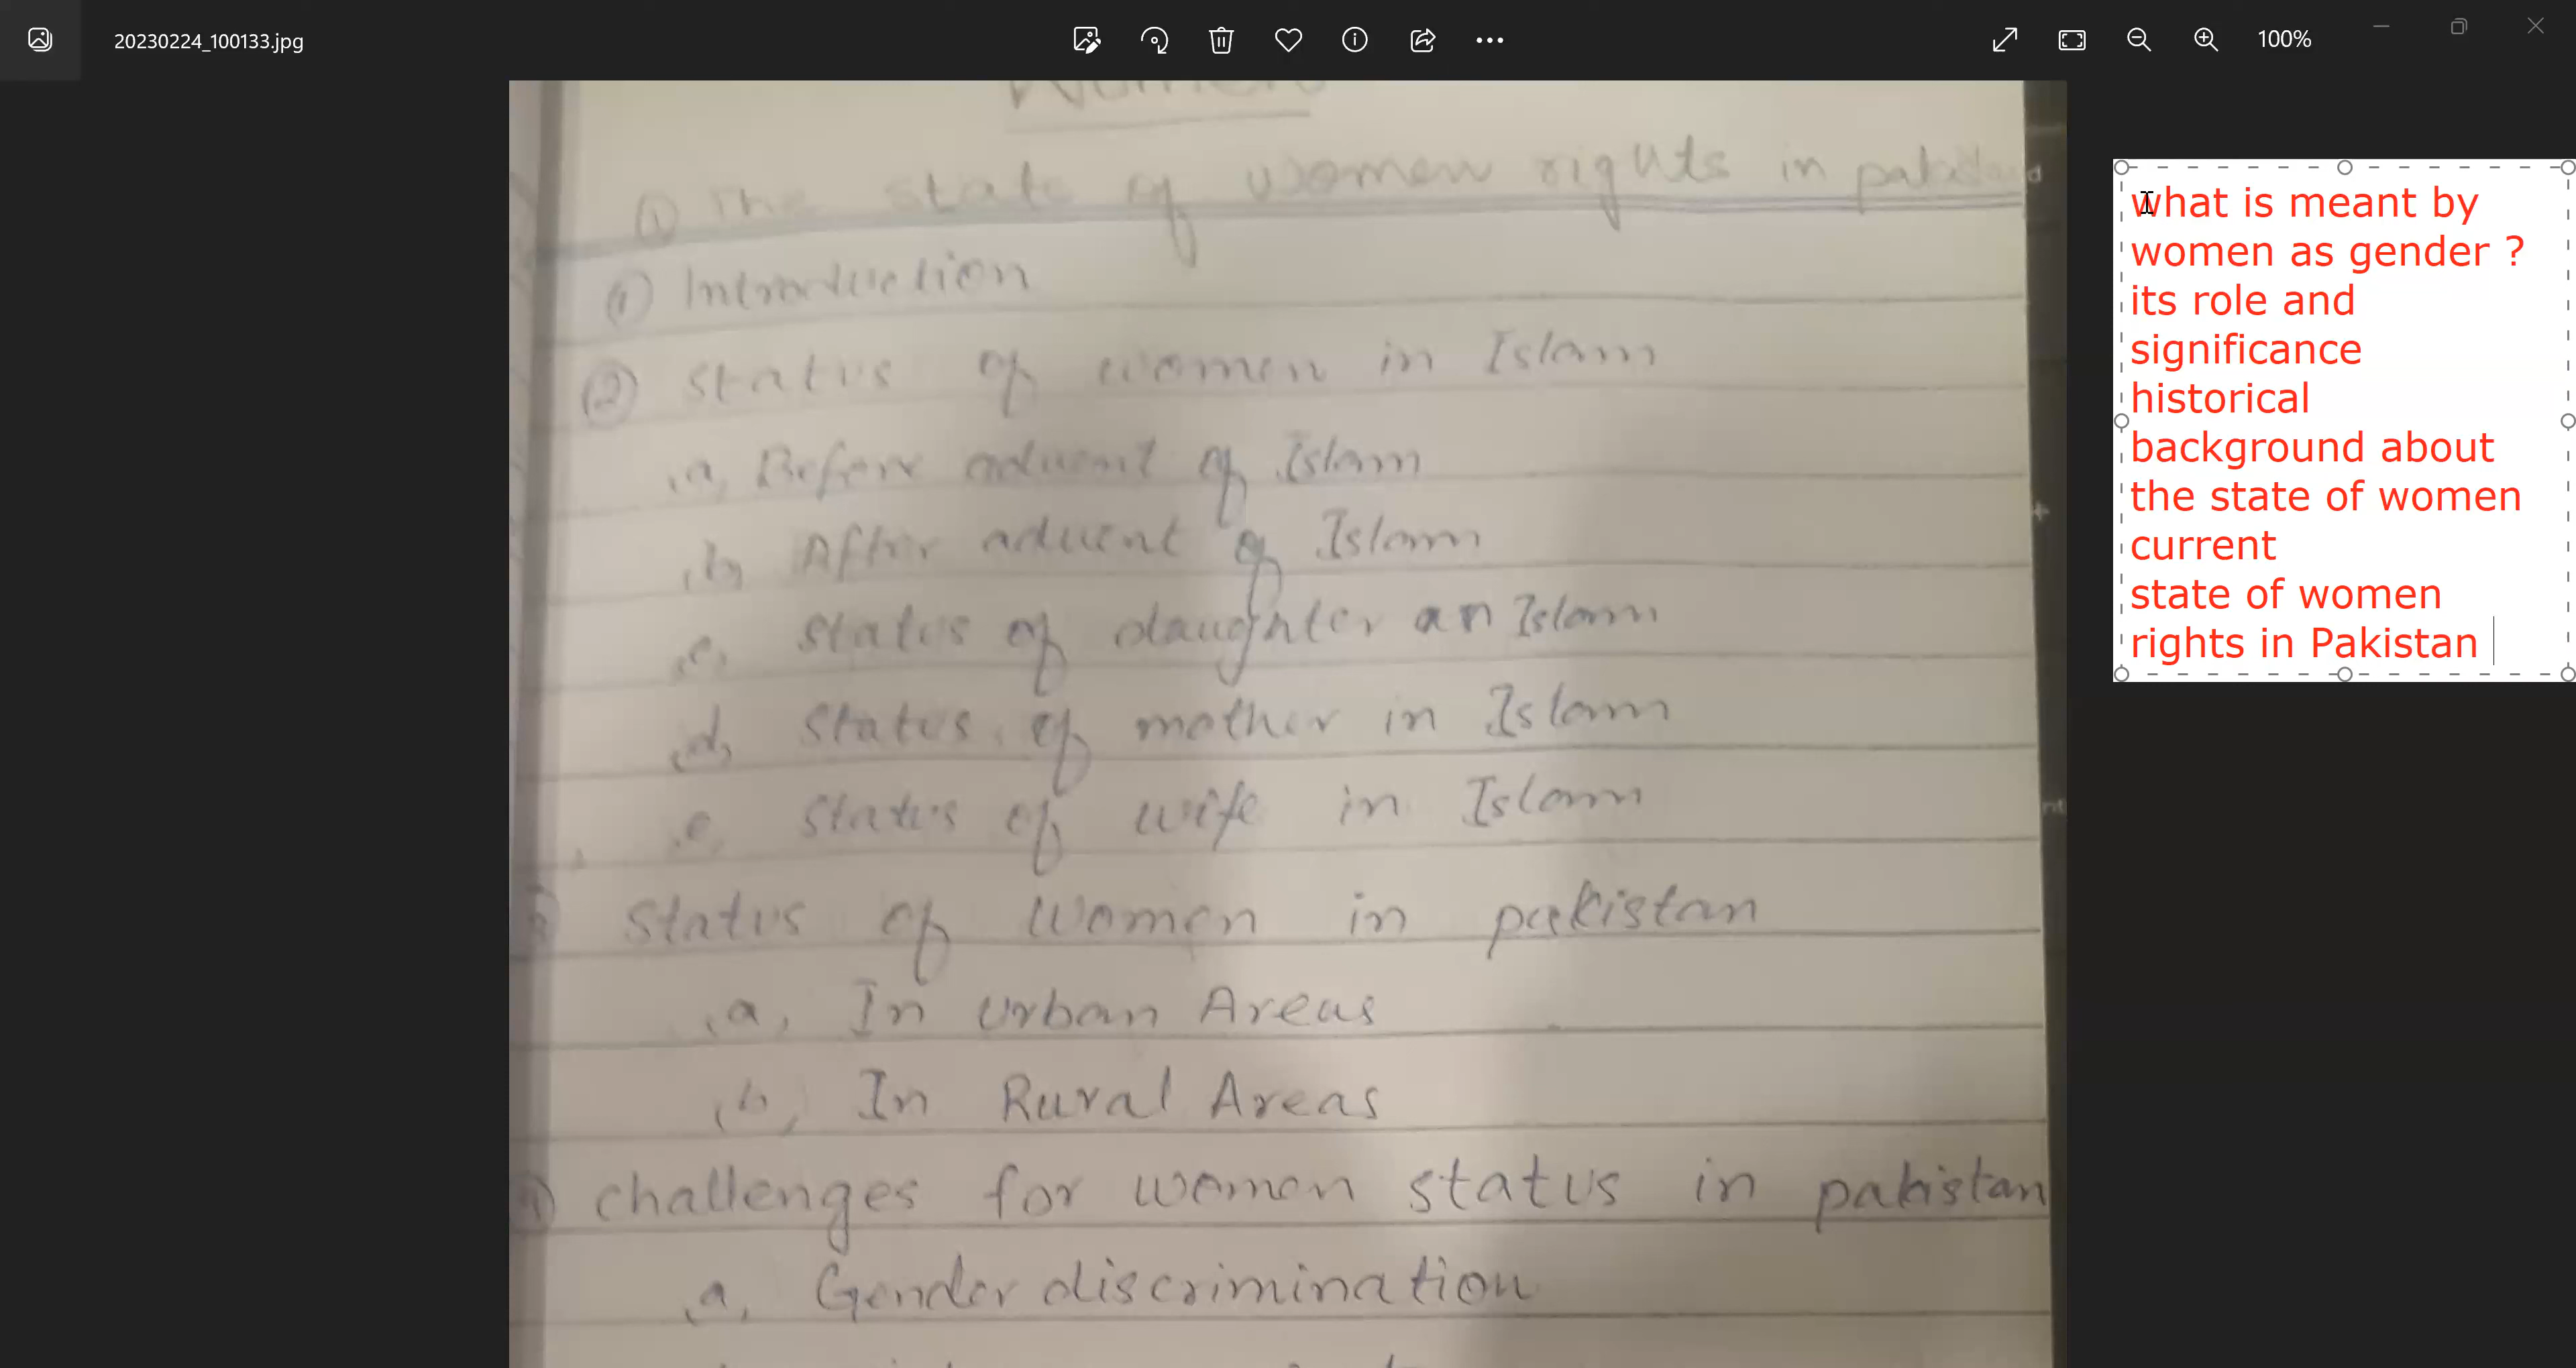 20230224_100133.jpg
100%
Women
① The state of women rights in pakistan
① Introduction
② Status of women in Islam
a, Before advent of Islam
b, After advent of Islam
c, Status of daughter an Islam
d, Status of mother in Islam
e, Status of wife in Islam
Status of women in pakistan
a, In Urban Areas
b, In Rural Areas
challenges for women status in pakistan
a, Gender discrimination
what is meant by
women as gender ?
its role and
significance
historical
background about
the state of women
current
state of women
rights in Pakistan